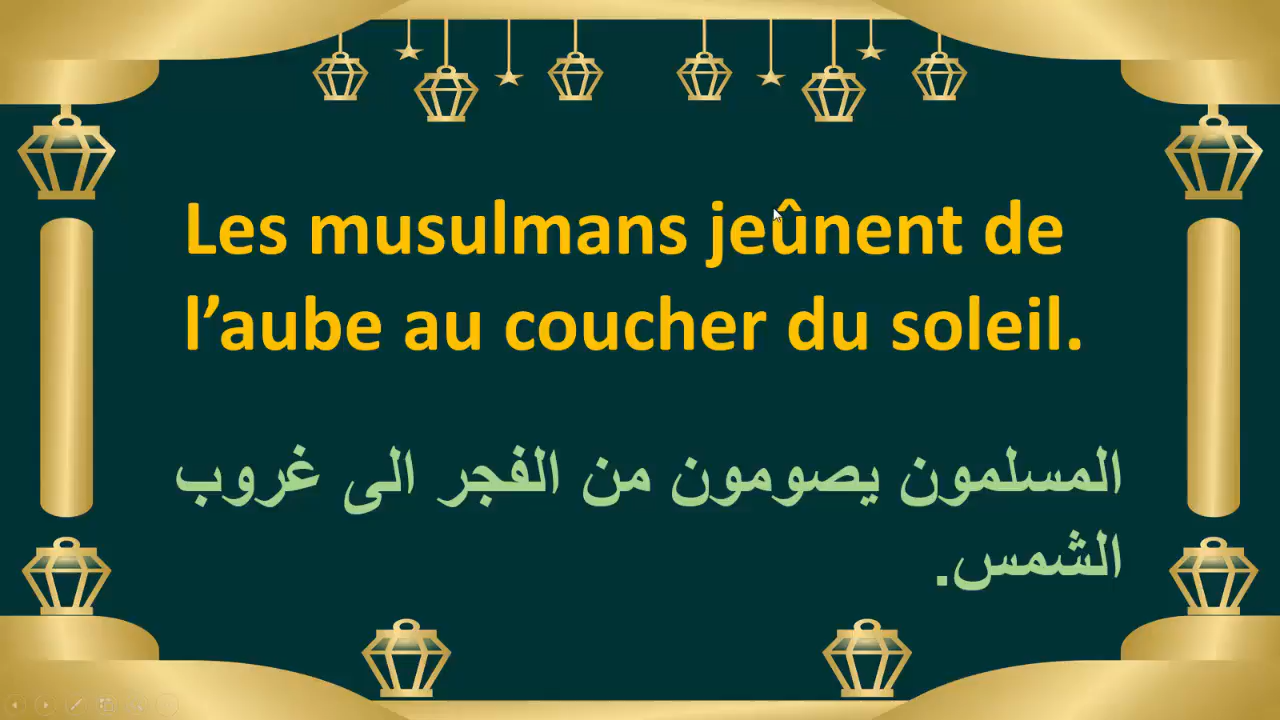 Les musulmans jeûnent de
l’aube au coucher du soleil.
المسلمون يصومون من الفجر الى غروب
الشمس.